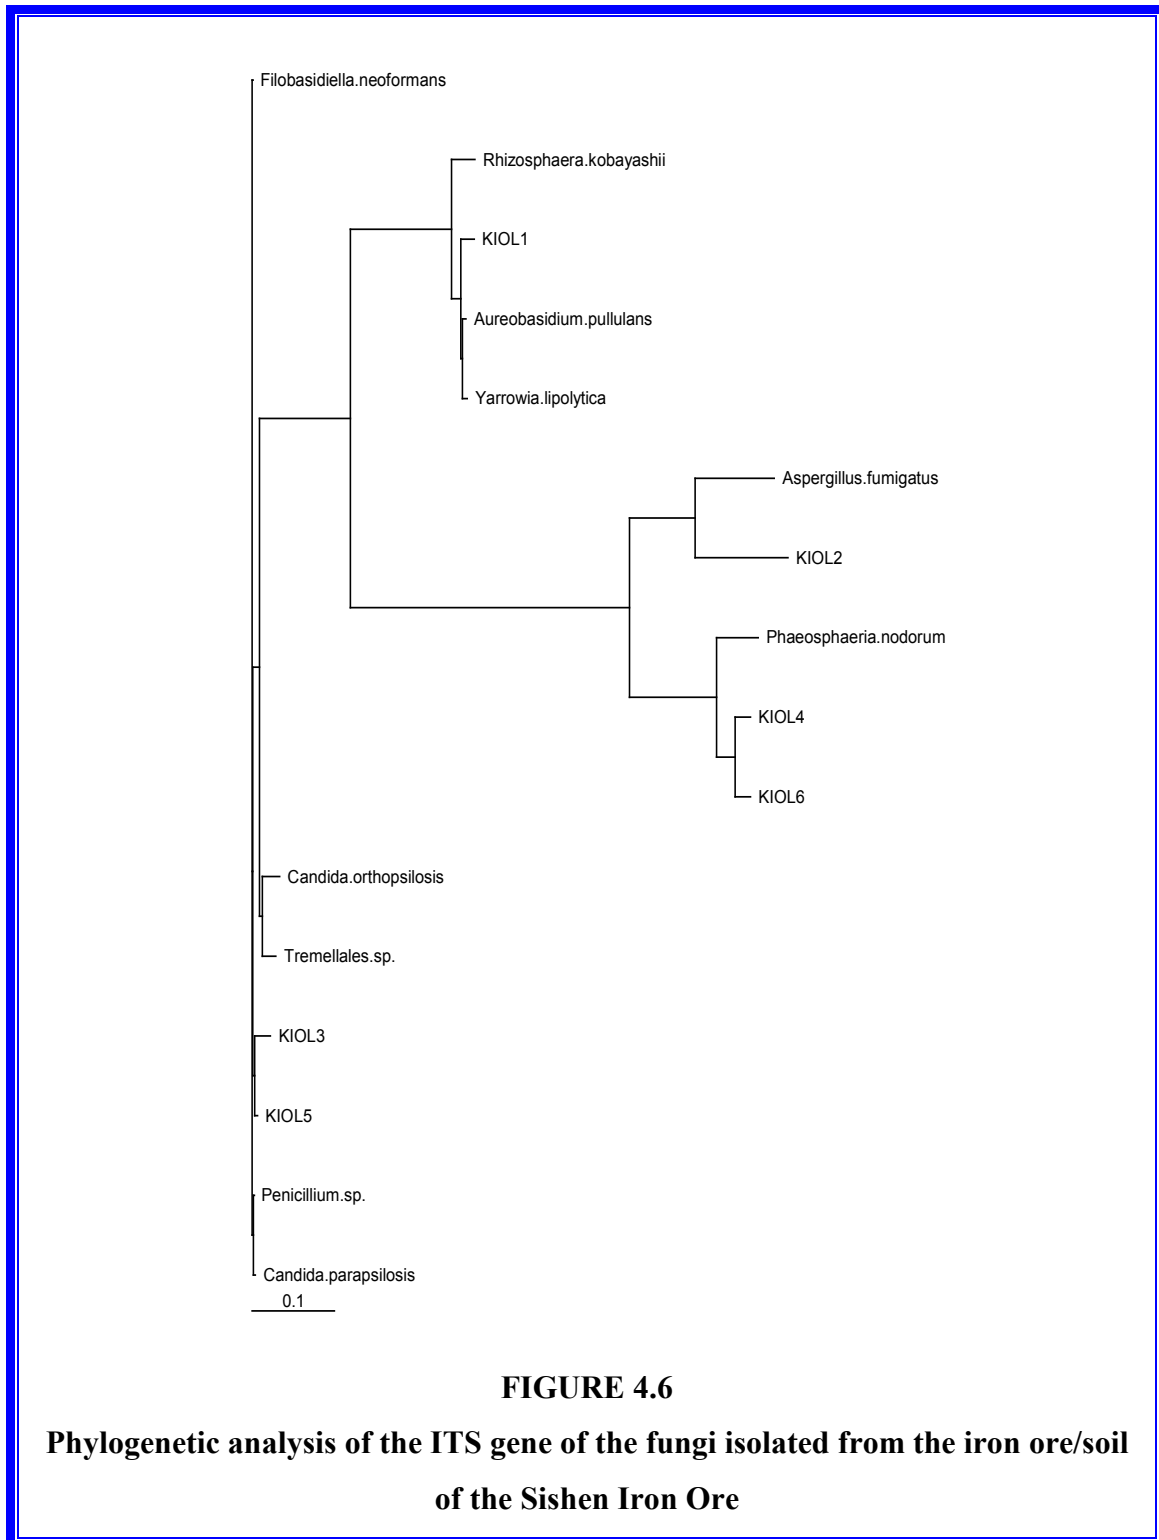 Filobasidiella.neoformans
Rhizosphaera.kobayashii
KIOL1
Aureobasidium.pullulans
Yarrowia.lipolytica
Aspergillus.fumigatus
KIOL2
Phaeosphaeria.nodorum
KIOL4
KIOL6
Candida.orthopsilosis
Tremellales.sp.
KIOL3
KIOL5
Penicillium.sp.
Candida.parapsilosis
0.1
FIGURE 4.6
Phylogenetic analysis of the ITS gene of the fungi isolated from the iron ore/soil
of the Sishen Iron Ore